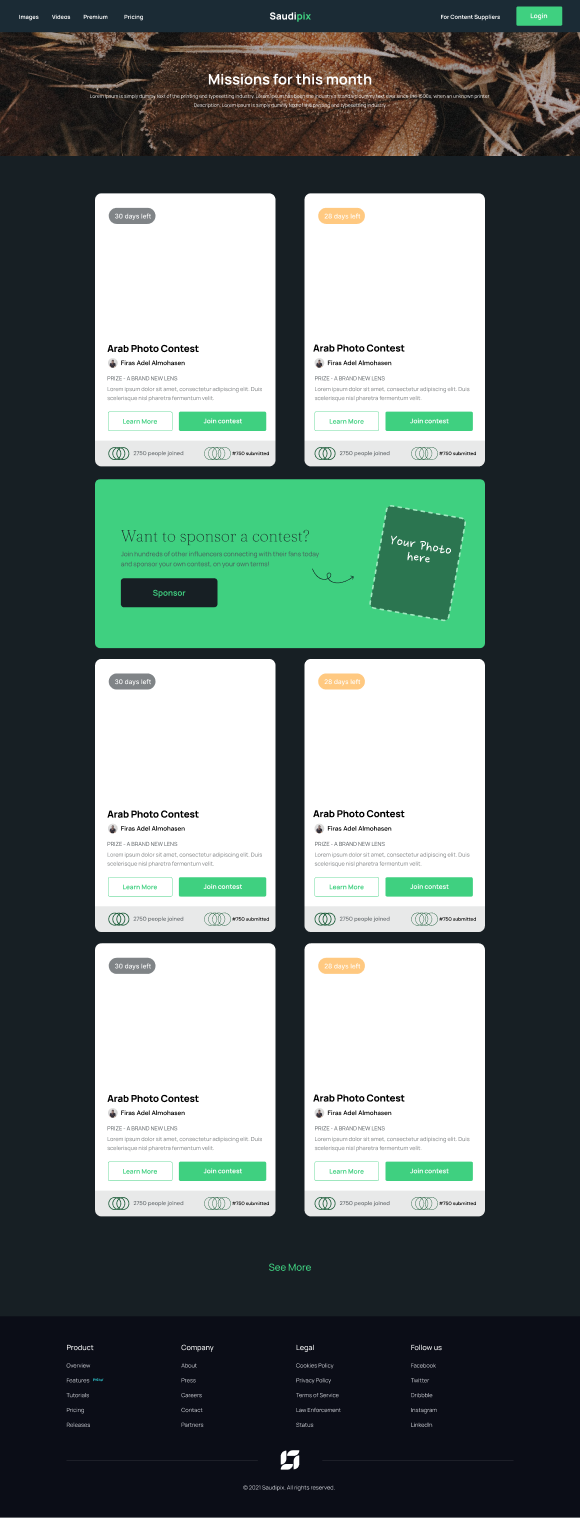 Images Videos Premium Pricing Saudipix For Content Suppliers Login
Missions for this month
Lorem Ipsum is simply dummy text of the printing and typesetting industry. Lorem Ipsum has been the industry's standard dummy text ever since the 1500s, when an unknown printer
Description, Lorem Ipsum is simply dummy text of the printing and typesetting industry.
30 days left
Arab Photo Contest
Firas Adel Almohasen
PRIZE - A BRAND NEW LENS
Lorem ipsum dolor sit amet, consectetur adipiscing elit. Duis
scelerisque nisl pharetra fermentum velit.
Learn More Join contest
2750 people joined #750 submitted
28 days left
Arab Photo Contest
Firas Adel Almohasen
PRIZE - A BRAND NEW LENS
Lorem ipsum dolor sit amet, consectetur adipiscing elit. Duis
scelerisque nisl pharetra fermentum velit.
Learn More Join contest
2750 people joined #750 submitted
Want to sponsor a contest?
Join hundreds of other influencers connecting with their fans today
and sponsor your own contest, on your own terms!
Sponsor
Your Photo
here
30 days left
Arab Photo Contest
Firas Adel Almohasen
PRIZE - A BRAND NEW LENS
Lorem ipsum dolor sit amet, consectetur adipiscing elit. Duis
scelerisque nisl pharetra fermentum velit.
Learn More Join contest
2750 people joined #750 submitted
28 days left
Arab Photo Contest
Firas Adel Almohasen
PRIZE - A BRAND NEW LENS
Lorem ipsum dolor sit amet, consectetur adipiscing elit. Duis
scelerisque nisl pharetra fermentum velit.
Learn More Join contest
2750 people joined #750 submitted
30 days left
Arab Photo Contest
Firas Adel Almohasen
PRIZE - A BRAND NEW LENS
Lorem ipsum dolor sit amet, consectetur adipiscing elit. Duis
scelerisque nisl pharetra fermentum velit.
Learn More Join contest
2750 people joined #750 submitted
28 days left
Arab Photo Contest
Firas Adel Almohasen
PRIZE - A BRAND NEW LENS
Lorem ipsum dolor sit amet, consectetur adipiscing elit. Duis
scelerisque nisl pharetra fermentum velit.
Learn More Join contest
2750 people joined #750 submitted
See More
Product
Overview
Features
Tutorials
Pricing
Releases
Company
About
Press
Careers
Contact
Partners
Legal
Cookies Policy
Privacy Policy
Terms of Service
Law Enforcement
Status
Follow us
Facebook
Twitter
Dribbble
Instagram
LinkedIn
© 2021 Saudipix. All rights reserved.